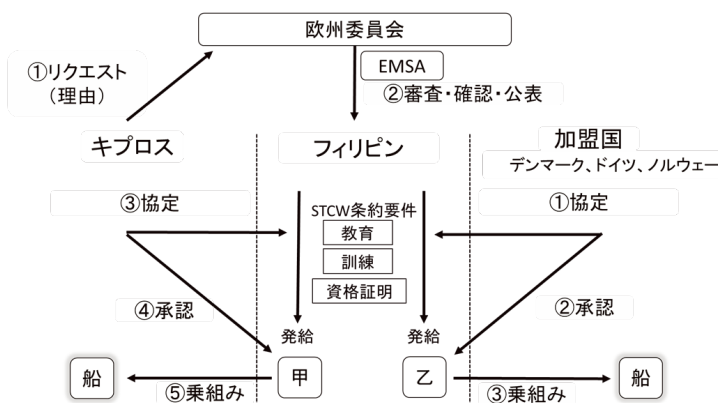 欧州委員会
①リクエスト
（理由）
EMSA
②審査・確認・公表
キプロス
フィリピン
加盟国
デンマーク、ドイツ、ノルウェー
③協定
STCW条約要件
①協定
教育
訓練
資格証明
④承認
②承認
発給
発給
船
甲
乙
船
⑤乗組み
③乗組み